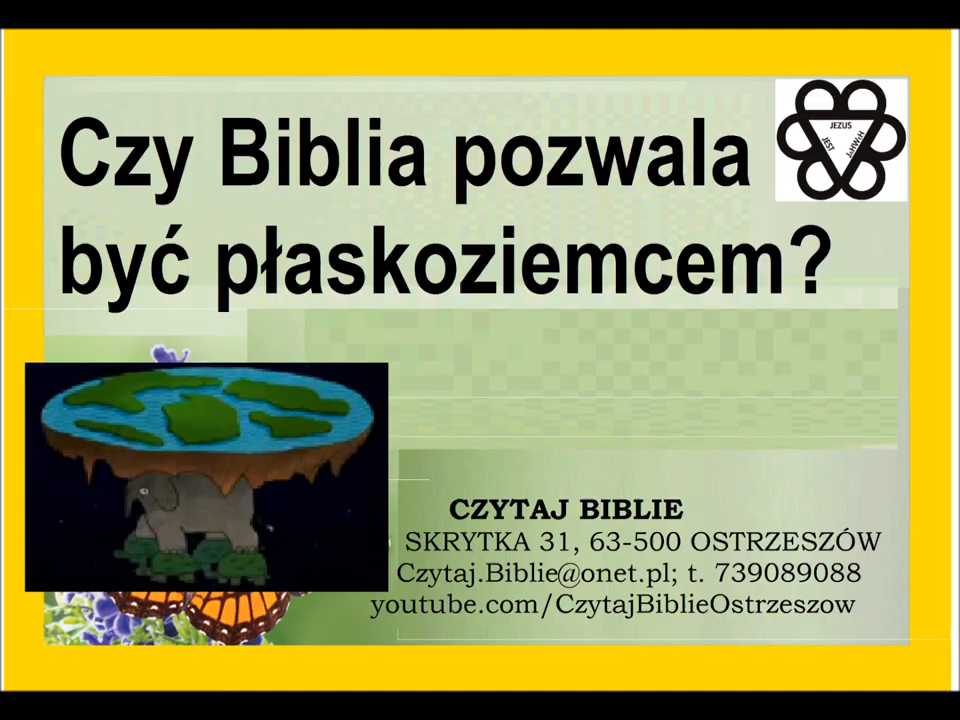 Czy Biblia pozwala
być płaskoziemcem?
JEZUS
JEST
JaHWeH
CZYTAJ BIBLIE
SKRYTKA 31, 63-500 OSTRZESZÓW
Czytaj.Biblie@onet.pl; t. 739089088
youtube.com/CzytajBiblieOstrzeszow